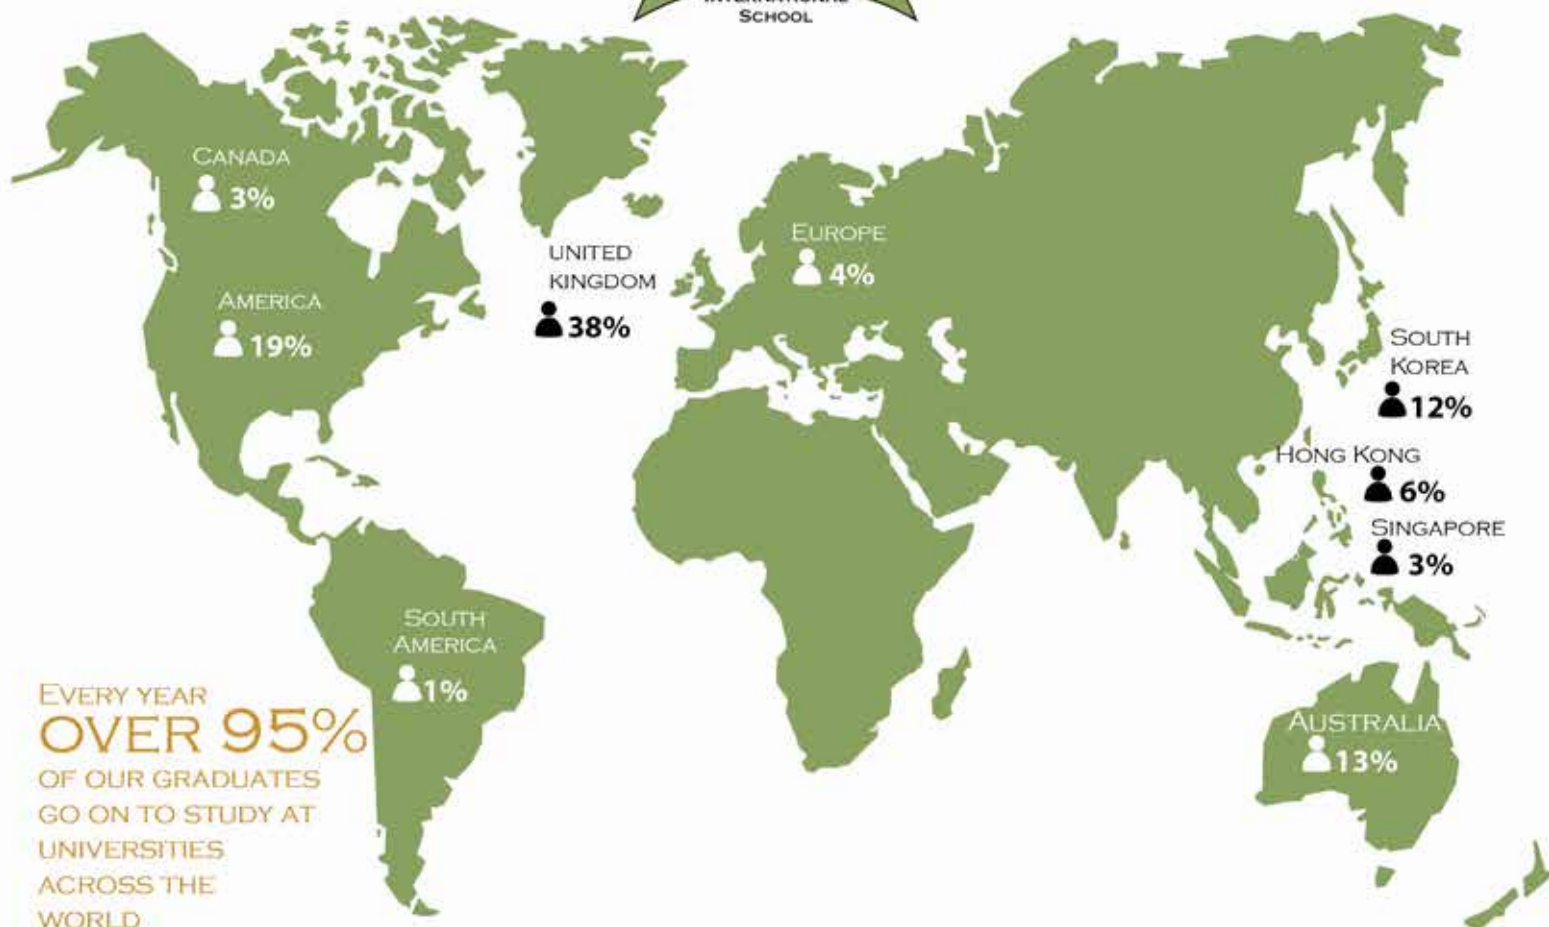 INTERNATIONAL
SCHOOL
CANADA
3%
AMERICA
19%
UNITED
KINGDOM
38%
EUROPE
4%
SOUTH
KOREA
12%
HONG KONG
6%
SINGAPORE
3%
SOUTH
AMERICA
1%
AUSTRALIA
13%
EVERY YEAR
OVER 95%
OF OUR GRADUATES
GO ON TO STUDY AT
UNIVERSITIES
ACROSS THE
WORLD